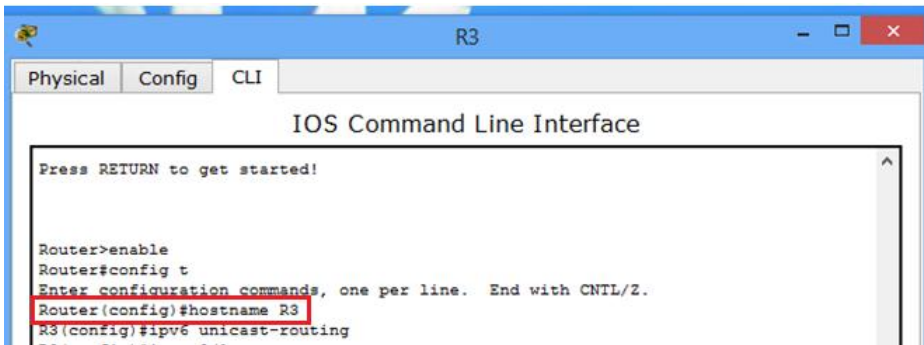 R3
Physical Config CLI
IOS Command Line Interface
Press RETURN to get started!
Router>enable
Router#config t
Enter configuration commands, one per line.  End with CNTL/Z.
Router(config)#hostname R3
R3(config)#ipv6 unicast-routing